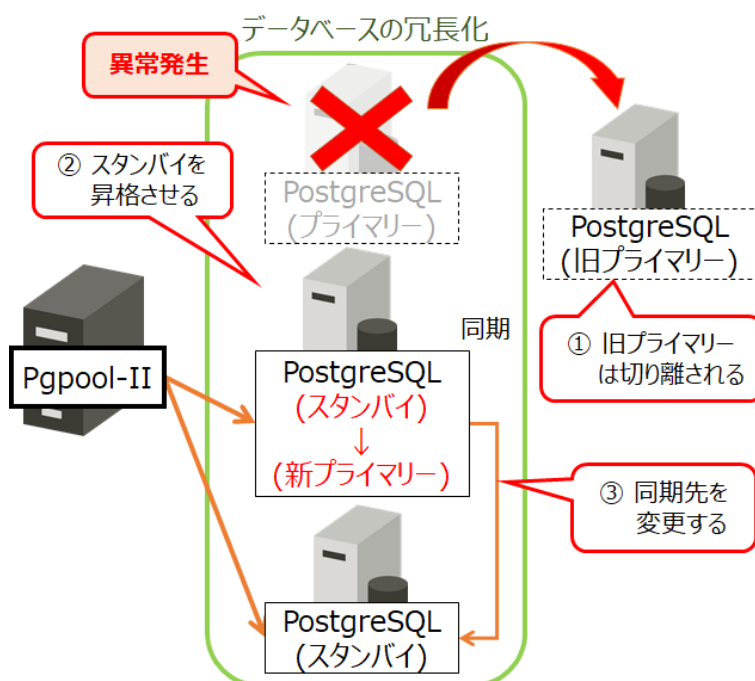 データベースの冗長化
異常発生
② スタンバイを
昇格させる
PostgreSQL
(プライマリー)
PostgreSQL
(旧プライマリー)
① 旧プライマリー
は切り離される
同期
Pgpool-II
PostgreSQL
(スタンバイ)
↓
(新プライマリー)
③ 同期先を
変更する
PostgreSQL
(スタンバイ)